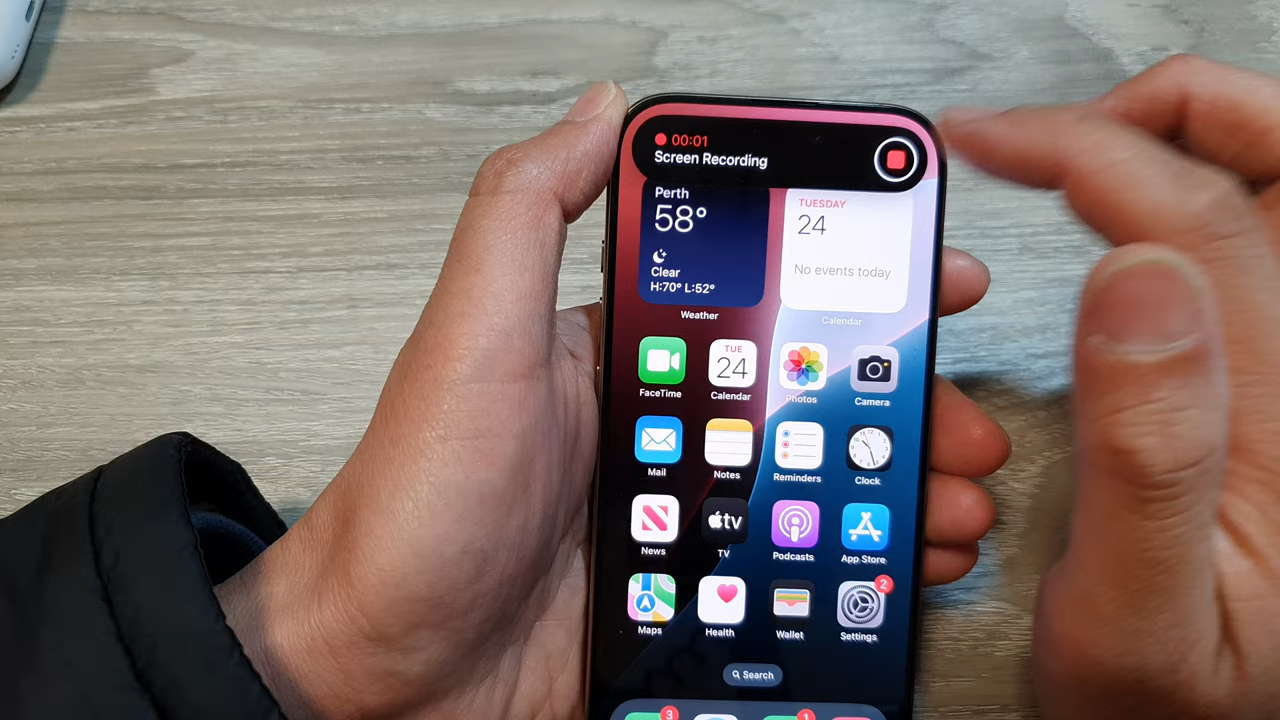 00:01
Screen Recording
Perth
58°
Clear
H:70° L:52°
Weather
TUESDAY
24
No events today
Calendar
FaceTime
TUE
24
Calendar
Photos
Camera
Mail
Notes
Reminders
Clock
News
tv
TV
Podcasts
App Store
Maps
Health
Wallet
2
Settings
Search
3
1